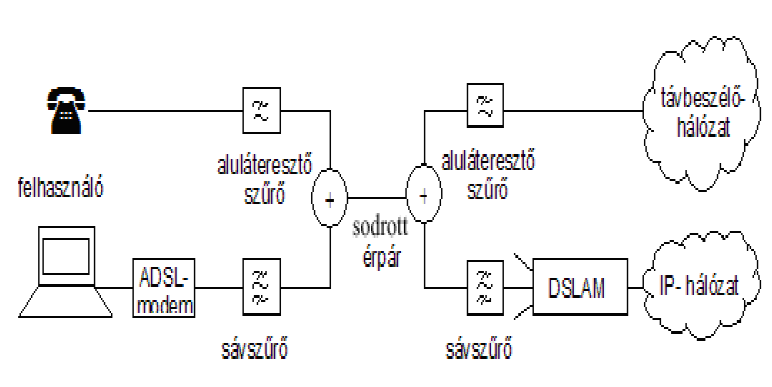 felhasználó
aluláteresztő
szűrő
aluláteresztő
szűrő
távbeszélő-
hálózat
+
sodrott
érpár
+
ADSL-
modem
sávszűrő
sávszűrő
DSLAM
IP- hálózat